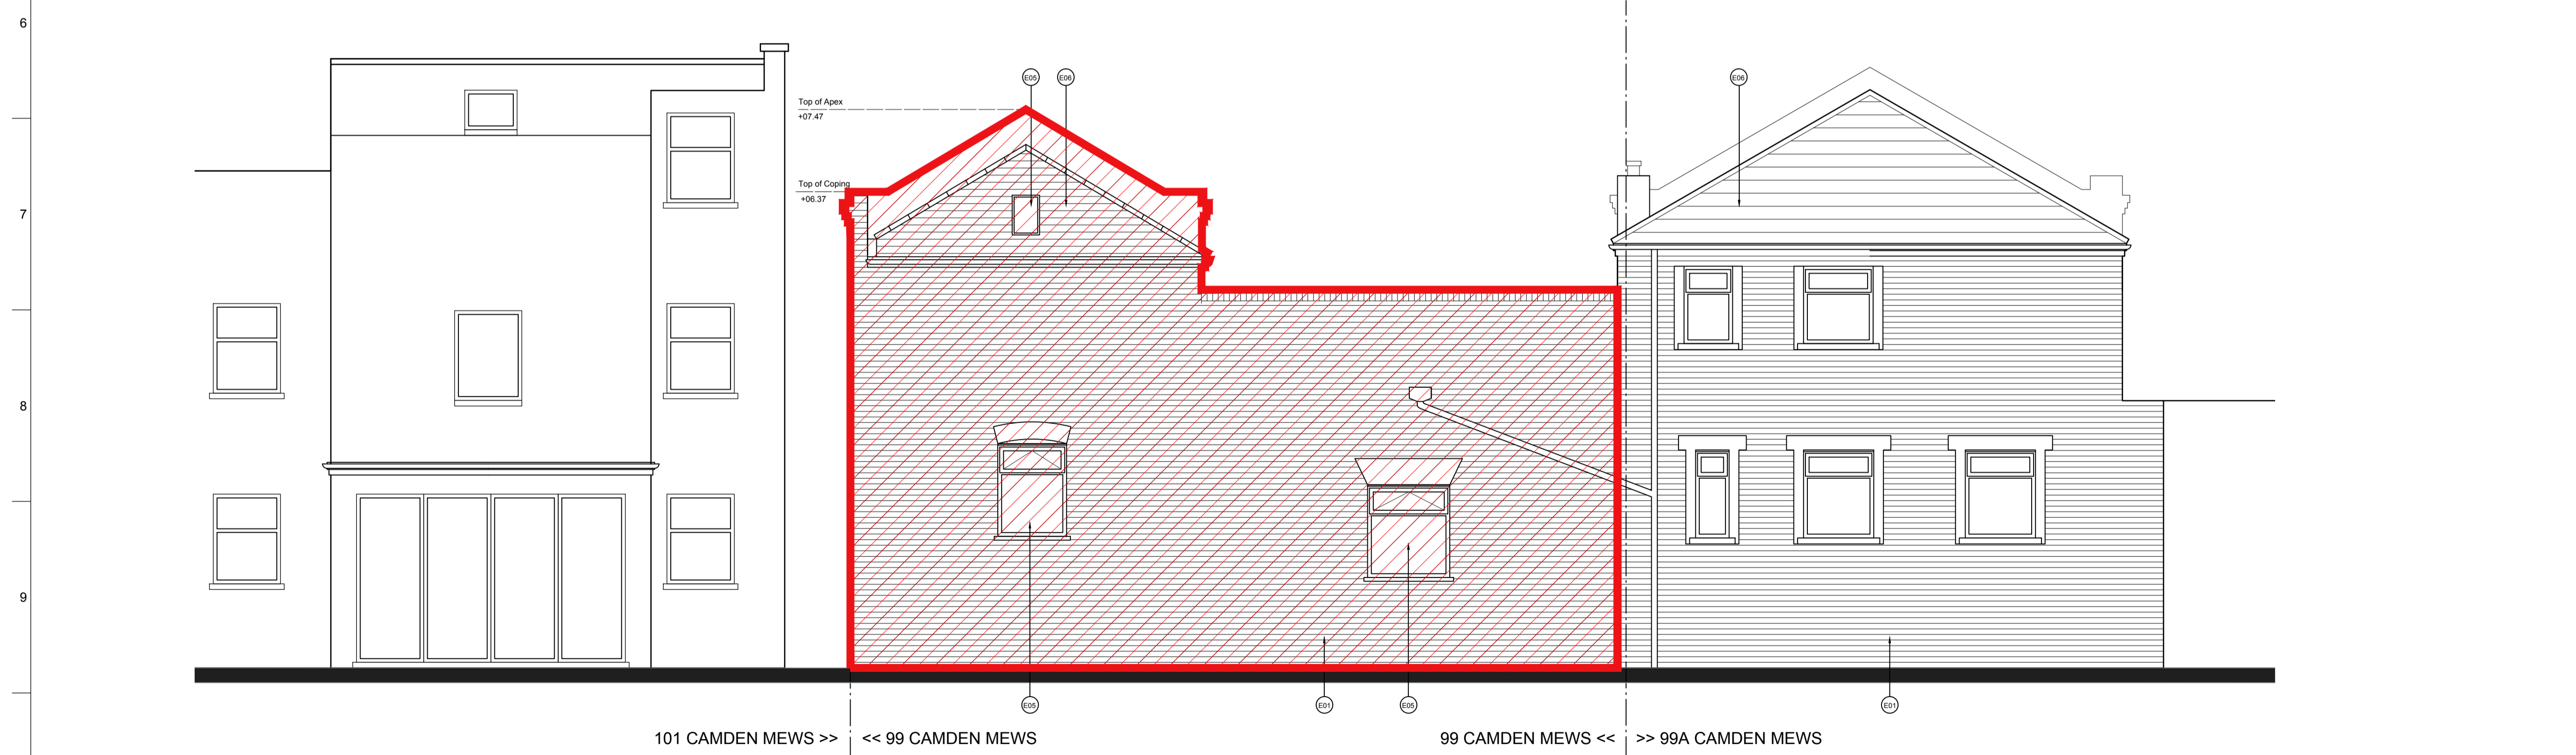 6
E05 E06 E06
Top of Apex
+07.47
Top of Coping
+06.37
7
8
9
E05 E01 E05 E01
101 CAMDEN MEWS >> << 99 CAMDEN MEWS 99 CAMDEN MEWS << >> 99A CAMDEN MEWS